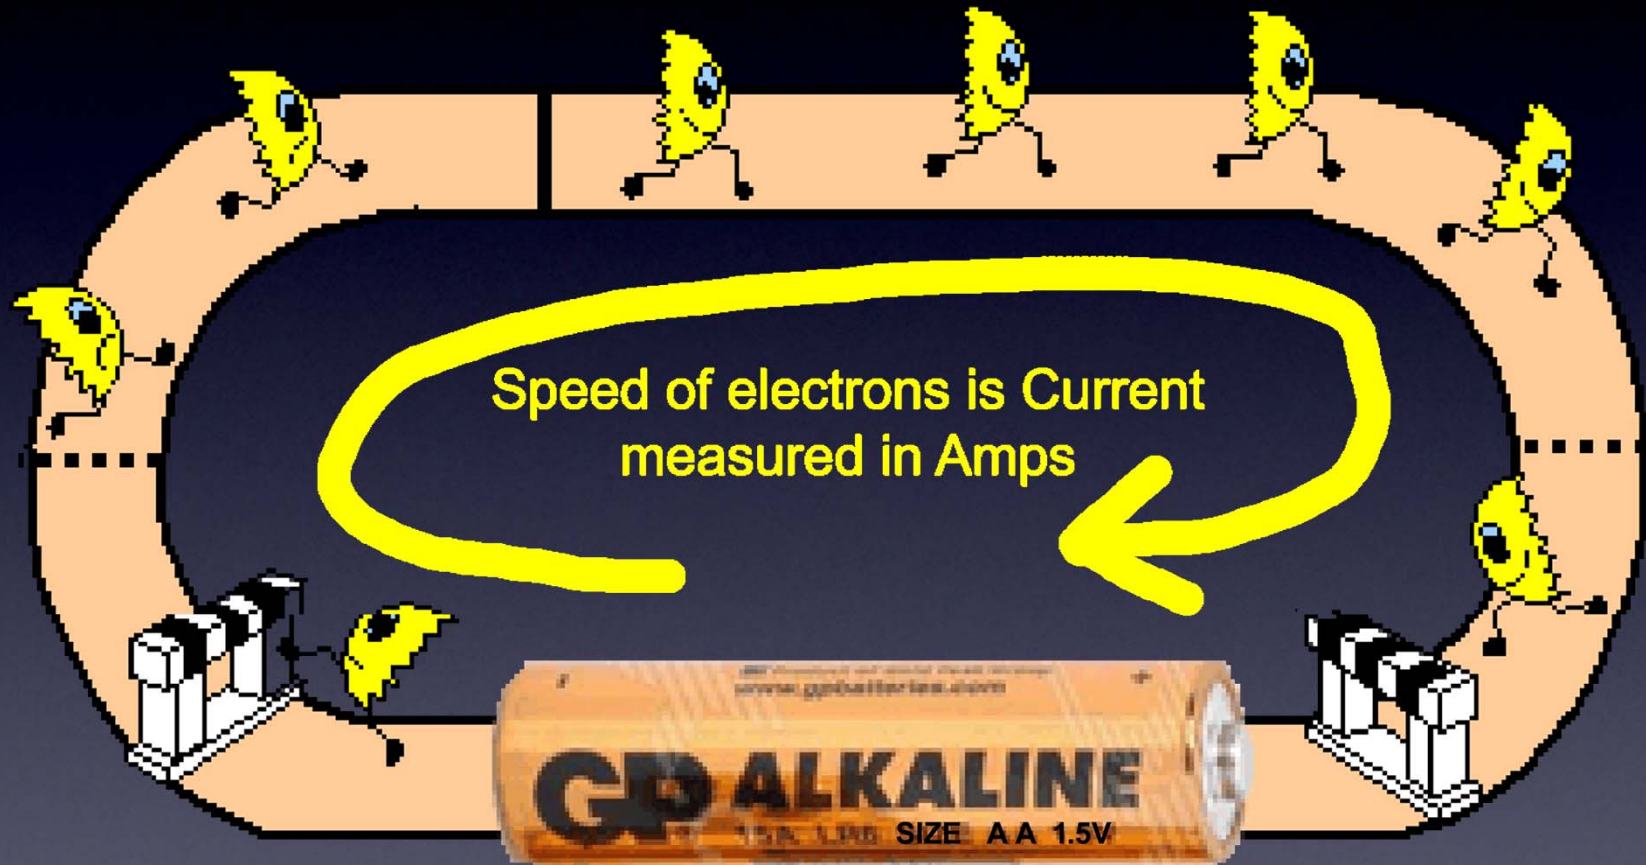 Speed of electrons is Current
measured in Amps
www.gpbatteries.com
GP ALKALINE
SIZE AA 1.5V